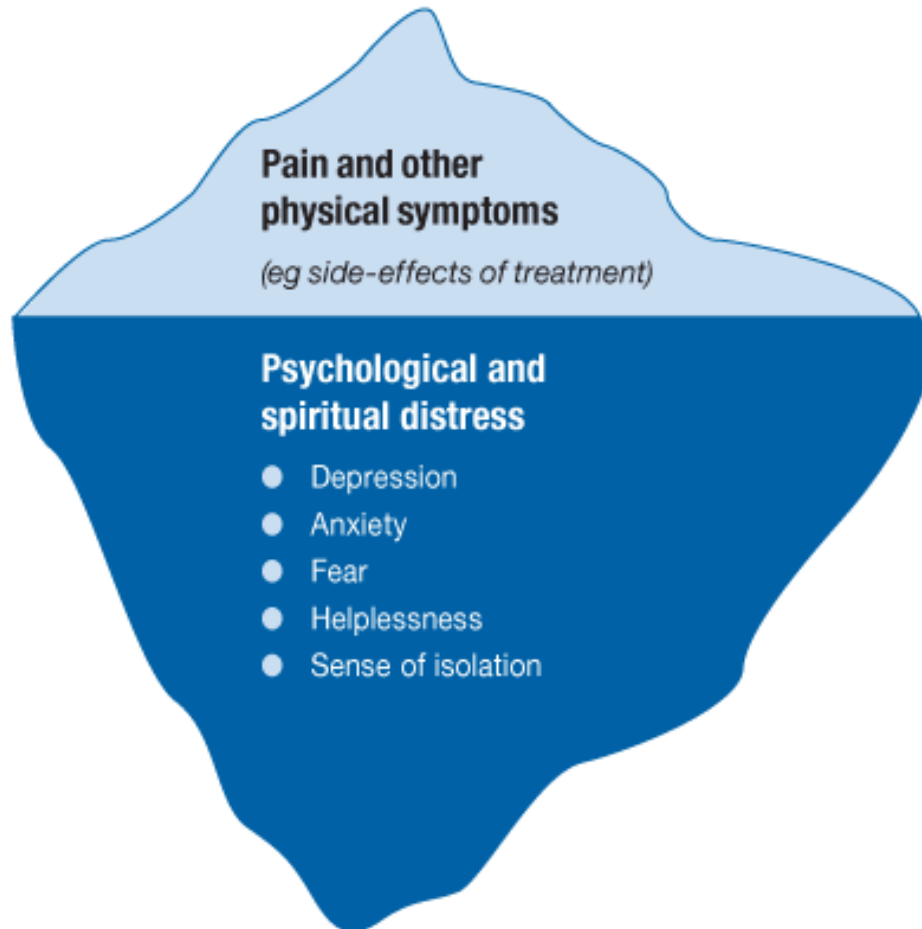 Pain and other
physical symptoms
(eg side-effects of treatment)
Psychological and
spiritual distress
Depression
Anxiety
Fear
Helplessness
Sense of isolation